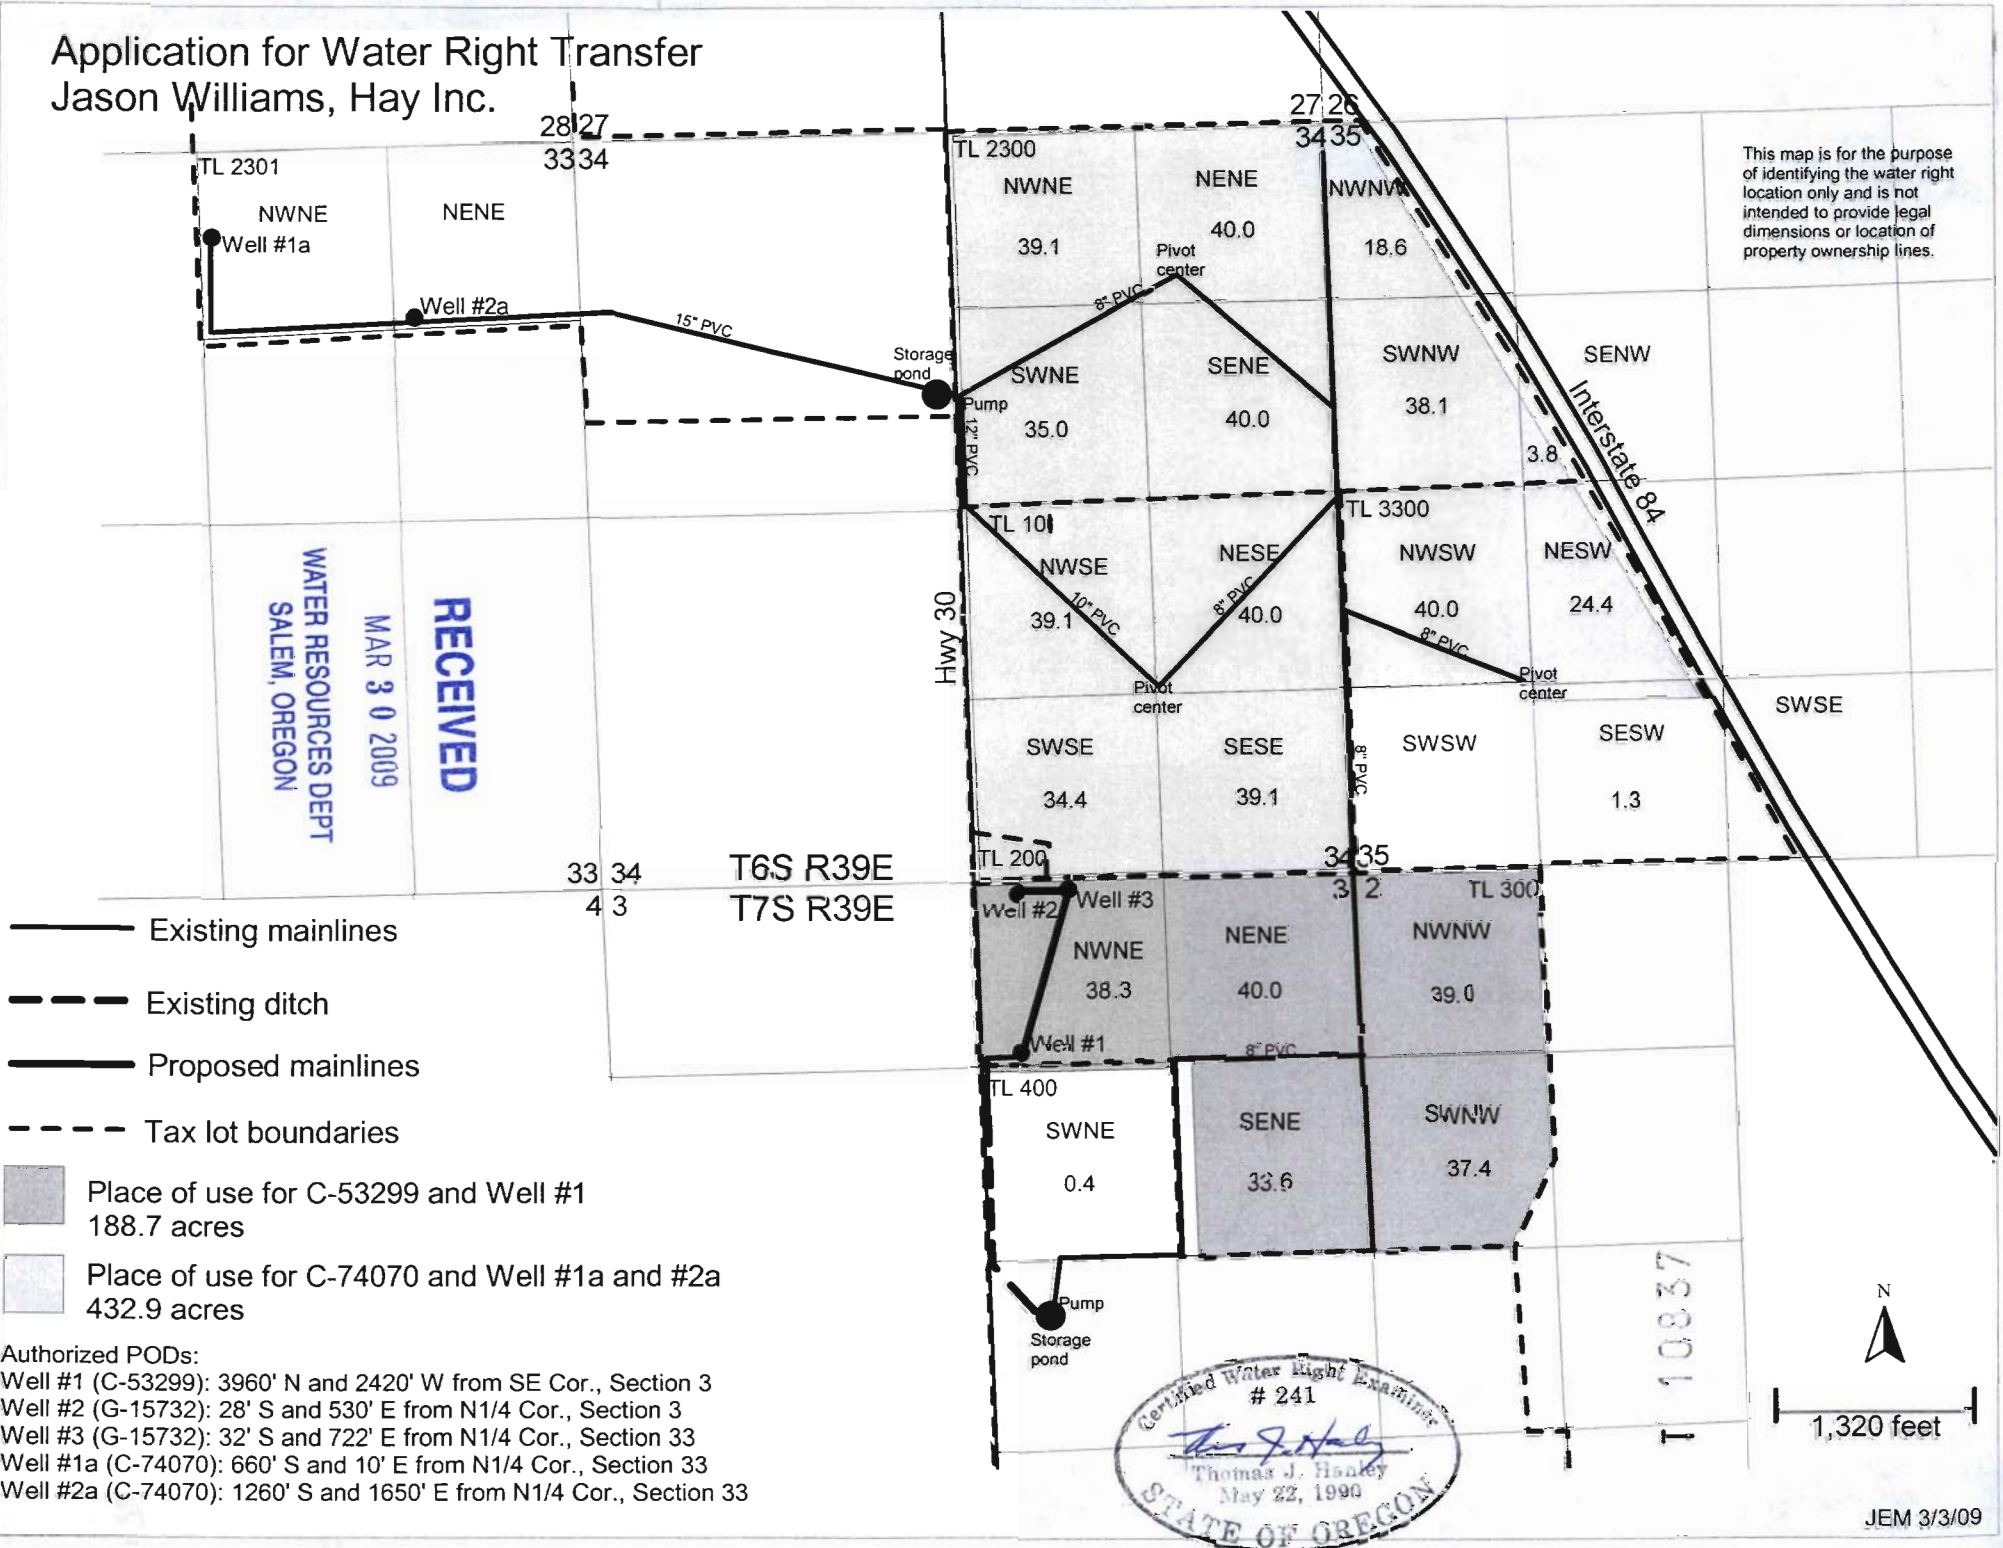 Application for Water Right Transfer
Jason Williams, Hay Inc.
28 27
33 34
27 26
34 35
This map is for the purpose
of identifying the water right
location only and is not
intended to provide legal
dimensions or location of
property ownership lines.
TL 2301
NWNE
NENE
Well #1a
Well #2a
15" PVC
Storage
pond
Pump
12" PVC
TL 2300
NWNE
39.1
NENE
40.0
Pivot
center
8" PVC
NWNW
18.6
SWNE
35.0
SENE
40.0
SWNW
38.1
3.8
SENW
Interstate 84
TL 101
NWSE
39.1
10" PVC
NESE
40.0
8" PVC
Pivot
center
TL 3300
NWSW
40.0
8" PVC
NESW
24.4
Pivot
center
Hwy 30
SWSE
34.4
SESE
39.1
8" PVC
SWSW
SESW
1.3
SWSE
RECEIVED
MAR 30 2009
WATER RESOURCES DEPT
SALEM, OREGON
33 34
4 3
T6S R39E
T7S R39E
TL 200
34 35
3 2
TL 300
Well #2
Well #3
NWNE
38.3
NENE
40.0
NWNW
39.0
Well #1
8" PVC
TL 400
SWNE
0.4
SENE
33.6
SWNW
37.4
Pump
Storage
pond
Existing mainlines
Existing ditch
Proposed mainlines
Tax lot boundaries
Place of use for C-53299 and Well #1
188.7 acres
Place of use for C-74070 and Well #1a and #2a
432.9 acres
Authorized PODs:
Well #1 (C-53299): 3960' N and 2420' W from SE Cor., Section 3
Well #2 (G-15732): 28' S and 530' E from N1/4 Cor., Section 3
Well #3 (G-15732): 32' S and 722' E from N1/4 Cor., Section 33
Well #1a (C-74070): 660' S and 10' E from N1/4 Cor., Section 33
Well #2a (C-74070): 1260' S and 1650' E from N1/4 Cor., Section 33
Certified Water Right Examiner
# 241
Thomas J. Hanley
May 22, 1990
STATE OF OREGON
T 10837
N
1,320 feet
JEM 3/3/09